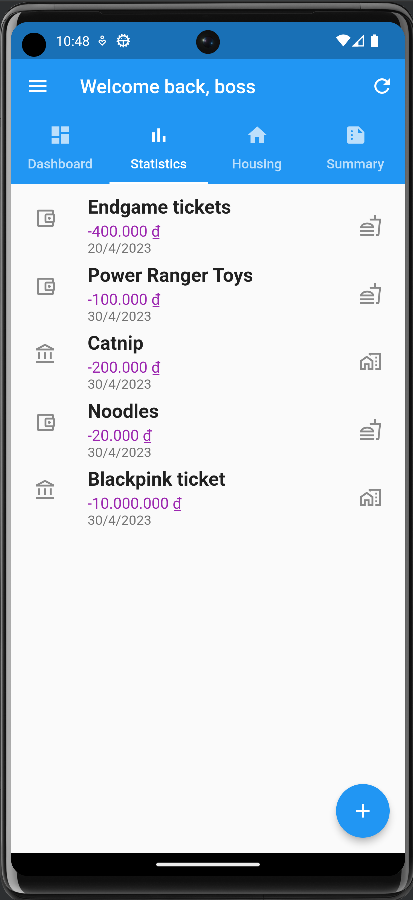 10:48
Welcome back, boss
Dashboard Statistics Housing Summary
Endgame tickets
-400.000 ₫
20/4/2023
Power Ranger Toys
-100.000 ₫
30/4/2023
Catnip
-200.000 ₫
30/4/2023
Noodles
-20.000 ₫
30/4/2023
Blackpink ticket
-10.000.000 ₫
30/4/2023